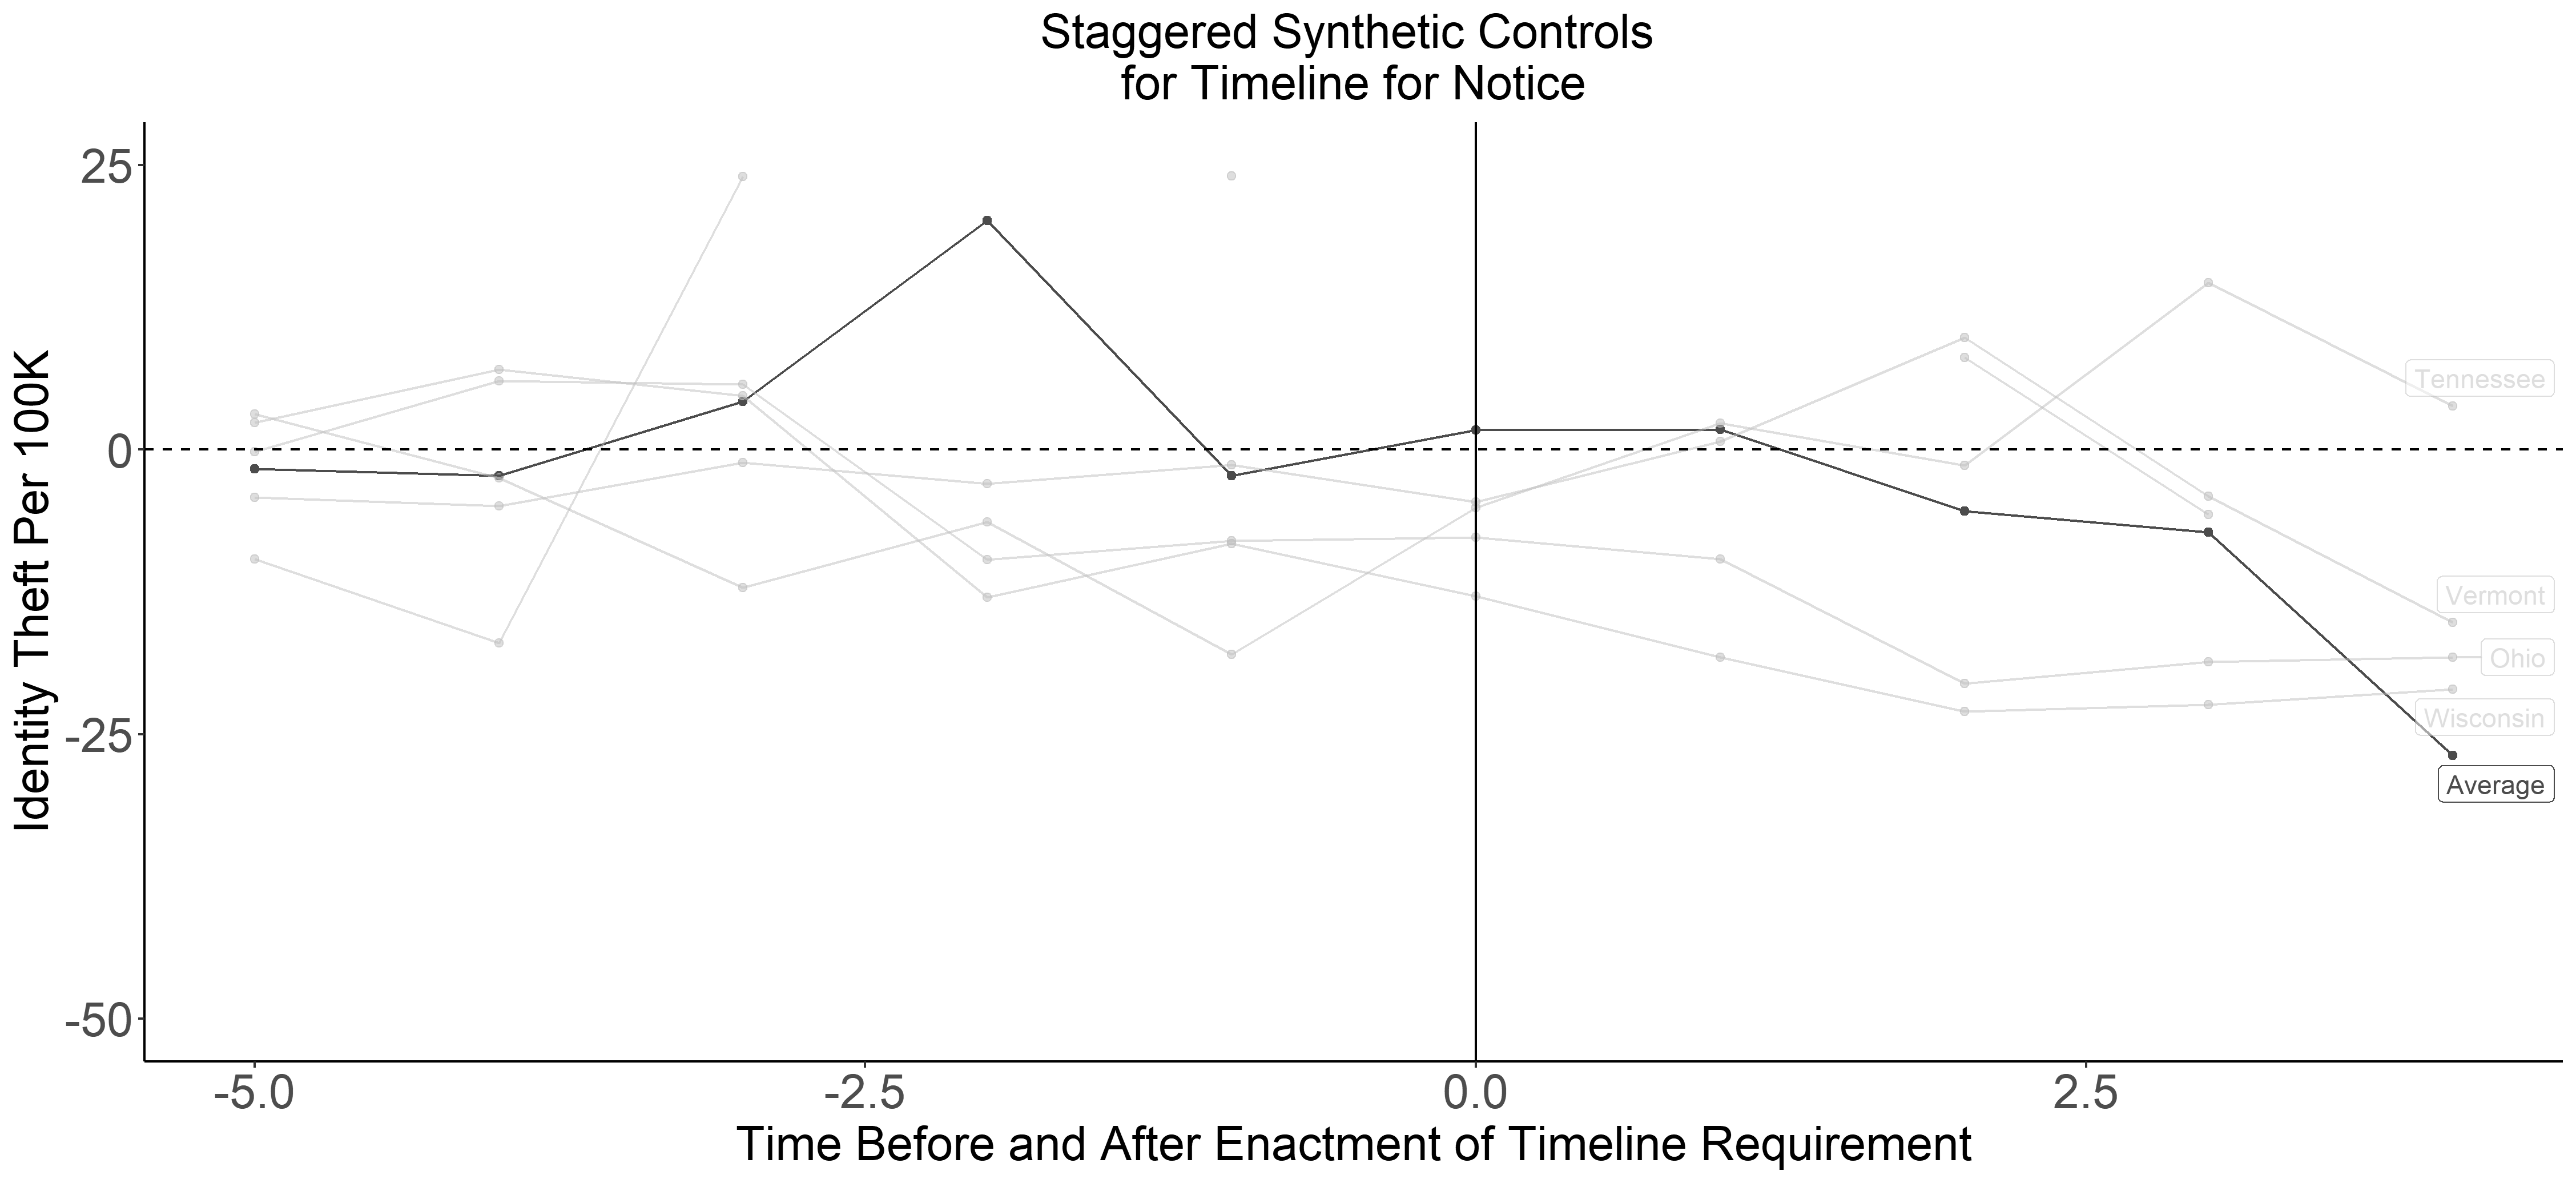 Staggered Synthetic Controls
for Timeline for Notice
Identity Theft Per 100K
25
0
-25
-50
Tennessee
Vermont
Ohio
Wisconsin
Average
-5.0
-2.5
0.0
2.5
Time Before and After Enactment of Timeline Requirement